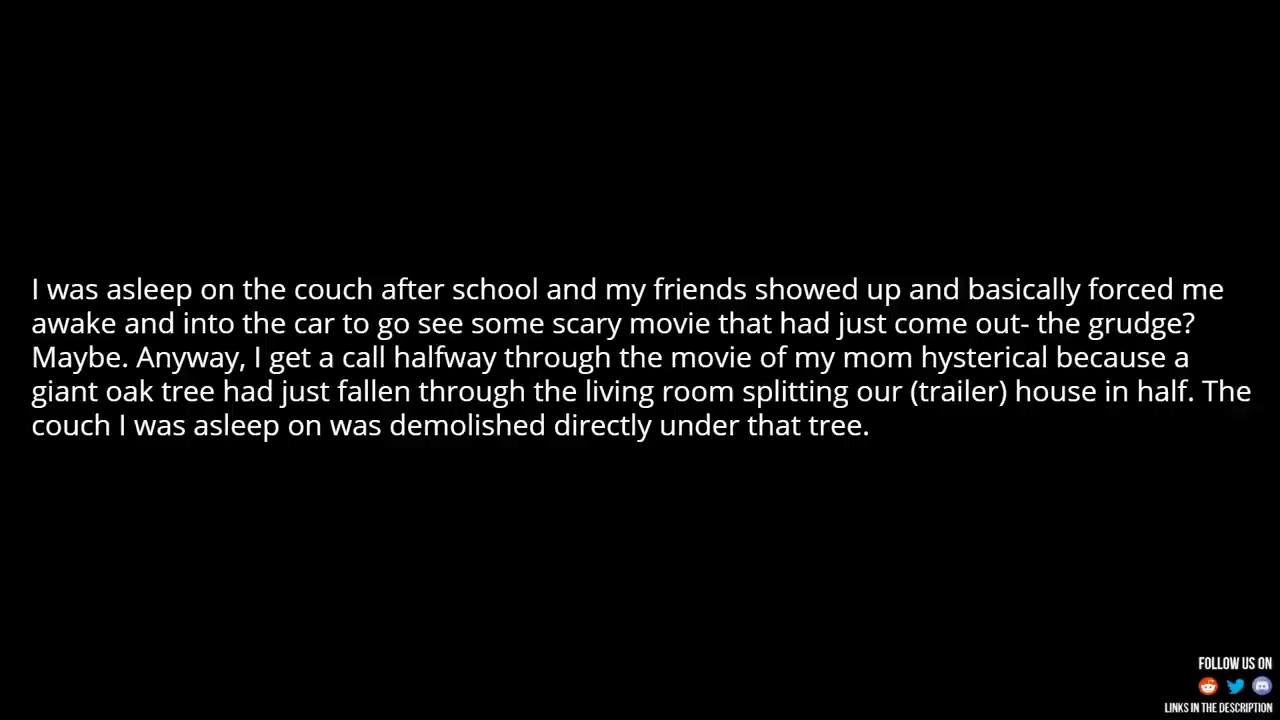 I was asleep on the couch after school and my friends showed up and basically forced me
awake and into the car to go see some scary movie that had just come out- the grudge?
Maybe. Anyway, I get a call halfway through the movie of my mom hysterical because a
giant oak tree had just fallen through the living room splitting our (trailer) house in half. The
couch I was asleep on was demolished directly under that tree.
FOLLOW US ON
LINKS IN THE DESCRIPTION